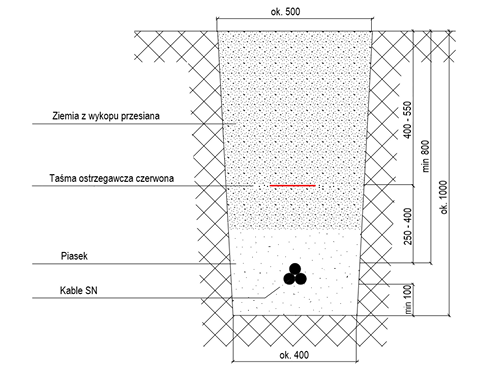 ok. 500
Ziemia z wykopu przesiana
400 - 550
min 800
Taśma ostrzegawcza czerwona
ok. 1000
250 - 400
Piasek
Kable SN
min 100
ok. 400